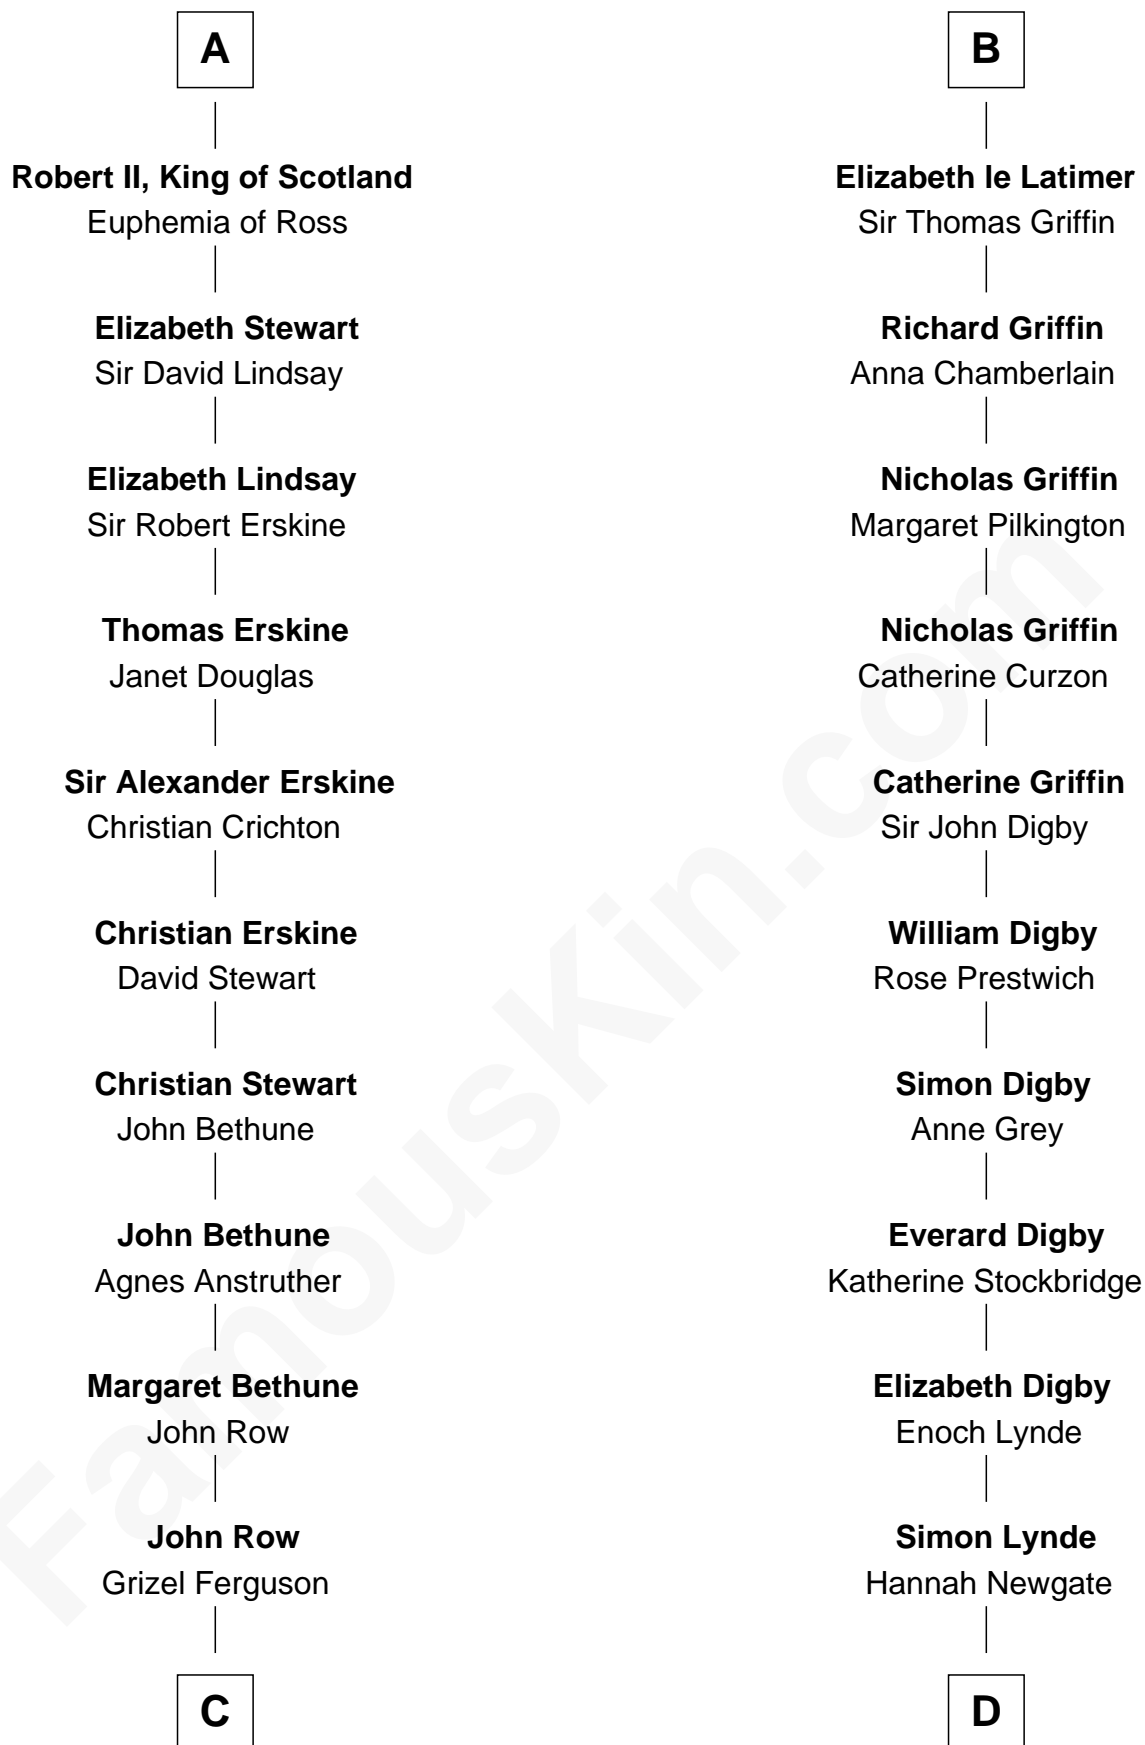 A
Robert II, King of Scotland
Euphemia of Ross
Elizabeth Stewart
Sir David Lindsay
Elizabeth Lindsay
Sir Robert Erskine
Thomas Erskine
Janet Douglas
Sir Alexander Erskine
Christian Crichton
Christian Erskine
David Stewart
Christian Stewart
John Bethune
John Bethune
Agnes Anstruther
Margaret Bethune
John Row
John Row
Grizel Ferguson
C
B
Elizabeth le Latimer
Sir Thomas Griffin
Richard Griffin
Anna Chamberlain
Nicholas Griffin
Margaret Pilkington
Nicholas Griffin
Catherine Curzon
Catherine Griffin
Sir John Digby
William Digby
Rose Prestwich
Simon Digby
Anne Grey
Everard Digby
Katherine Stockbridge
Elizabeth Digby
Enoch Lynde
Simon Lynde
Hannah Newgate
D
FamousKin.com